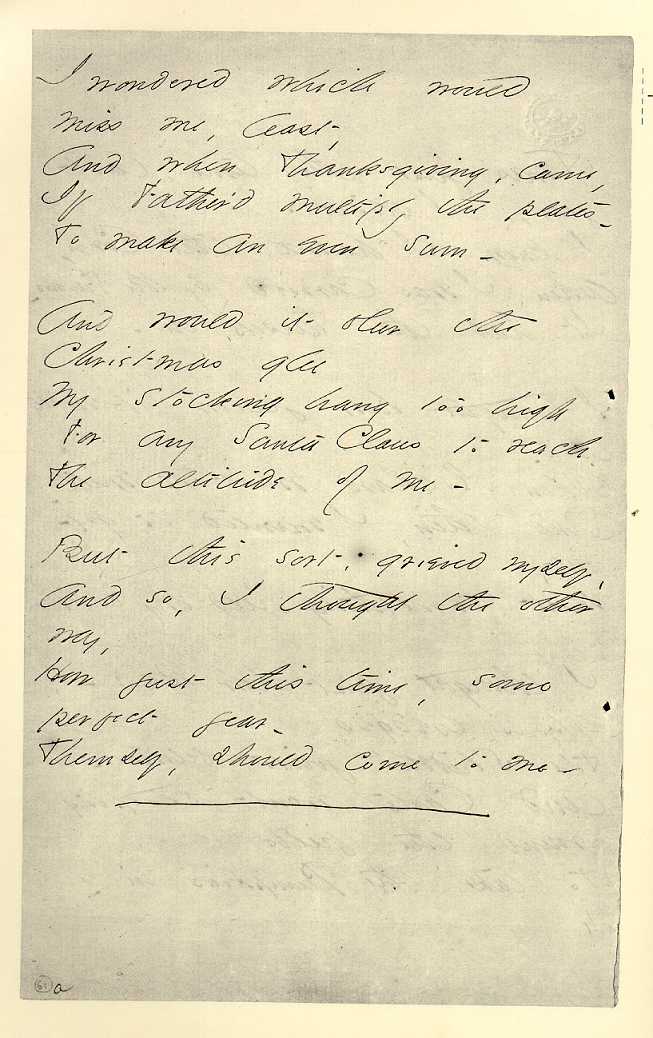 I wondered which would
miss me, least,
And when Thanksgiving, came,
If Father'd multiply the plates –
To make an even Sum –
And would it blur the
Christmas glee
My Stocking hang too high
For any Santa Claus to reach
The altitude of me –
But this sort, grieved myself,
And so, I thought the other
way,
How just this time, some
perfect year –
Themself, should come to me –
a